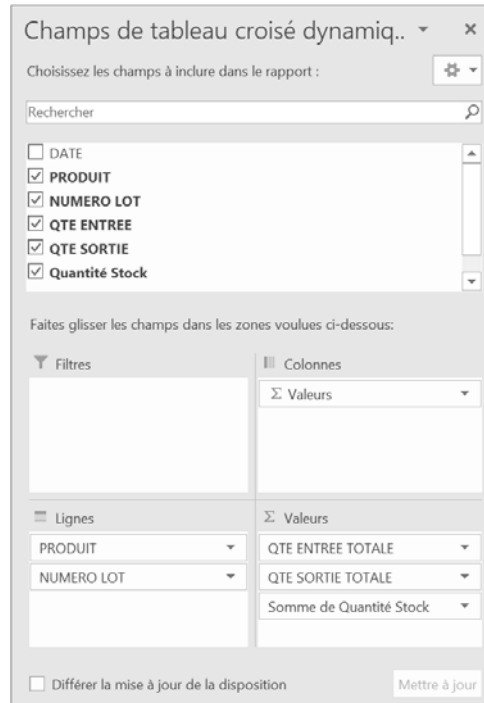 Champs de tableau croisé dynamiq..
Choisissez les champs à inclure dans le rapport :
Rechercher
DATE
PRODUIT
NUMERO LOT
QTE ENTREE
QTE SORTIE
Quantité Stock
Faites glisser les champs dans les zones voulues ci-dessous:
Filtres
Colonnes
Σ Valeurs
Lignes
PRODUIT
NUMERO LOT
Σ Valeurs
QTE ENTREE TOTALE
QTE SORTIE TOTALE
Somme de Quantité Stock
Différer la mise à jour de la disposition
Mettre à jour